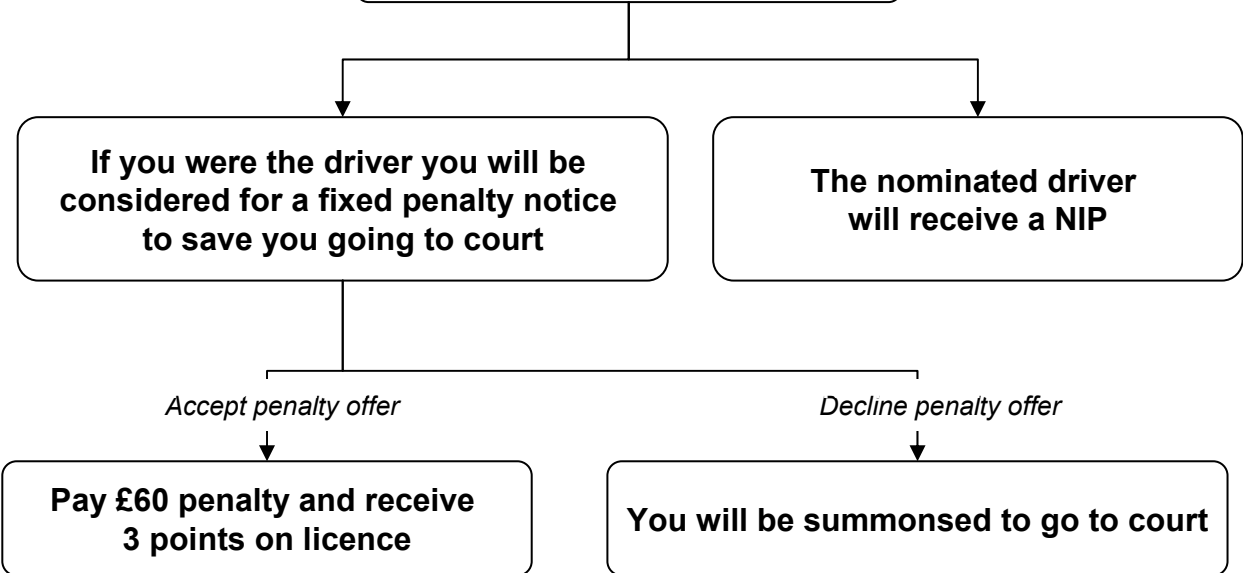 If you were the driver you will be
considered for a fixed penalty notice
to save you going to court
The nominated driver
will receive a NIP
Accept penalty offer
Decline penalty offer
Pay £60 penalty and receive
3 points on licence
You will be summonsed to go to court